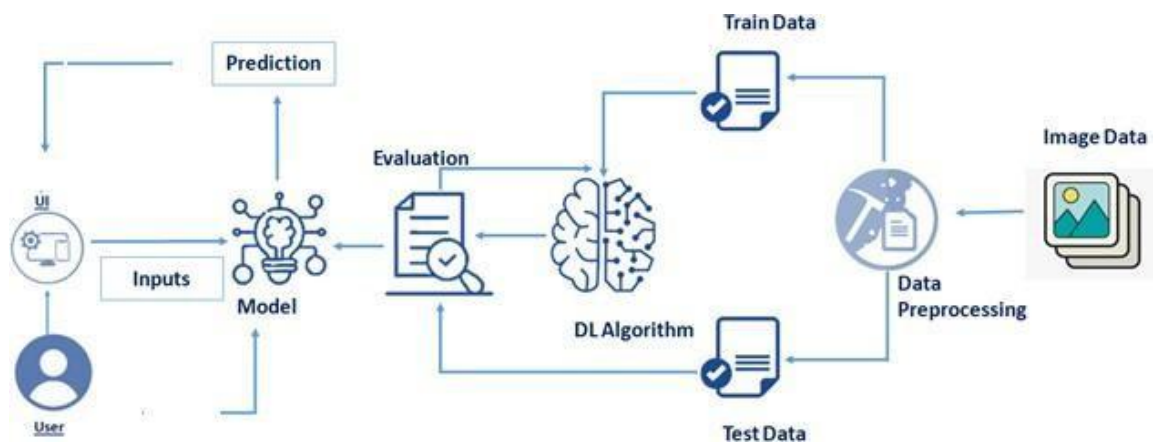 Train Data
Prediction
Image Data
Evaluation
UI
Inputs
Model
Data
Preprocessing
DL Algorithm
User
Test Data